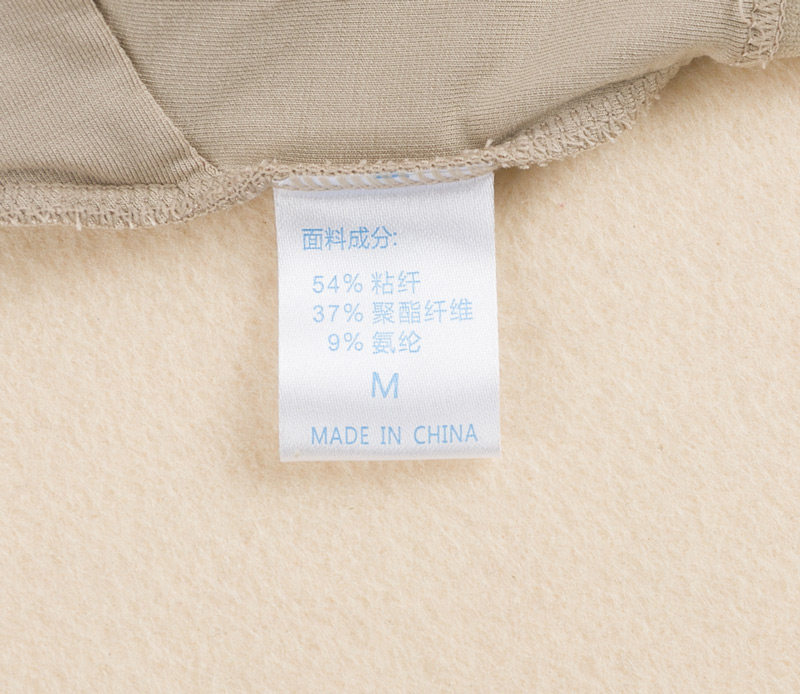 面料成分:
54% 粘纤
37% 聚酯纤维
9% 氨纶
M
MADE IN CHINA